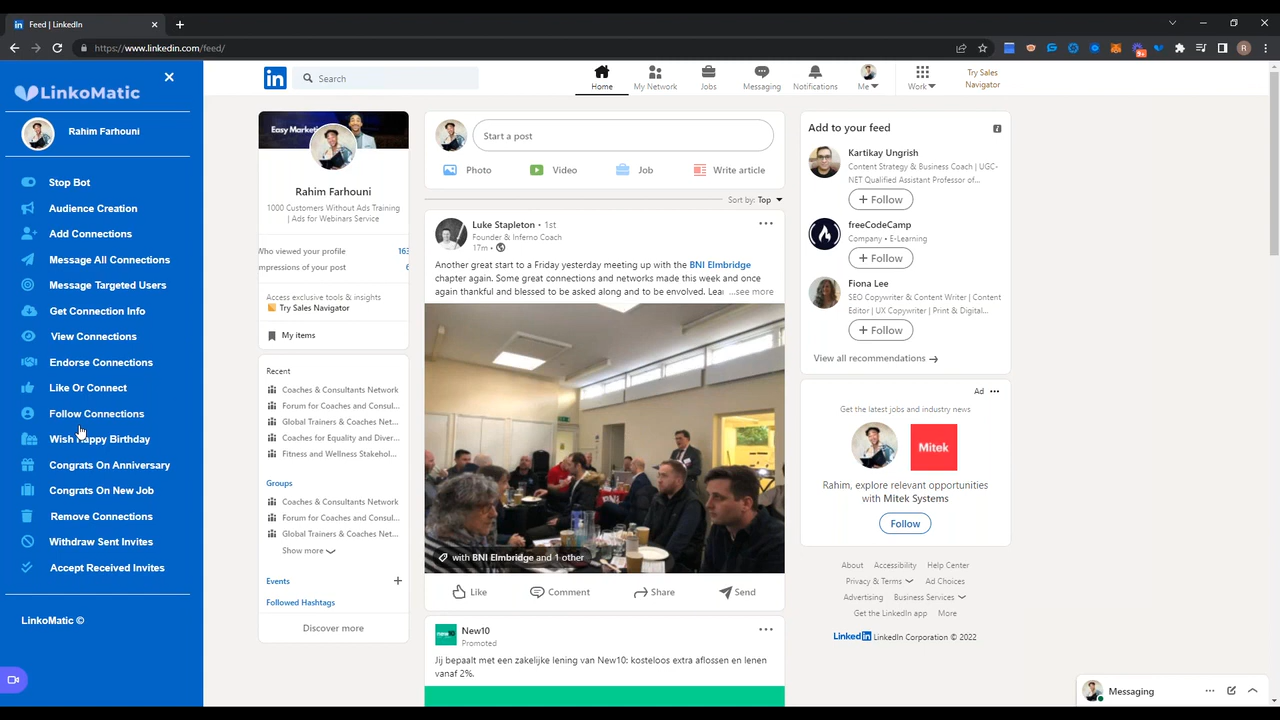 Feed | LinkedIn
https://www.linkedin.com/feed/
9+
R
LinkoMatic
Rahim Farhouni
Stop Bot
Audience Creation
Add Connections
Message All Connections
Message Targeted Users
Get Connection Info
View Connections
Endorse Connections
Like Or Connect
Follow Connections
Wish Happy Birthday
Congrats On Anniversary
Congrats On New Job
Remove Connections
Withdraw Sent Invites
Accept Received Invites
LinkoMatic ©
in
Search
Home
My Network
Jobs
Messaging
Notifications
Me
Work
Try Sales
Navigator
Easy Marketi
Rahim Farhouni
1000 Customers Without Ads Training
| Ads for Webinars Service
Who viewed your profile 163
mpressions of your post 6
Access exclusive tools & insights
Try Sales Navigator
My items
Recent
Coaches & Consultants Network
Forum for Coaches and Consul...
Global Trainers & Coaches Net...
Coaches for Equality and Diver...
Fitness and Wellness Stakehol...
Groups
Coaches & Consultants Network
Forum for Coaches and Consul...
Global Trainers & Coaches Net...
Show more
Events
Followed Hashtags
Discover more
Start a post
Photo
Video
Job
Write article
Sort by: Top
Luke Stapleton • 1st
Founder & Inferno Coach
17m •
Another great start to a Friday yesterday meeting up with the BNI Elmbridge
chapter again. Some great connections and networks made this week and once
again thankful and blessed to be asked along and to be envolved. Lear ...see more
BNI
with BNI Elmbridge and 1 other
Like
Comment
Share
Send
New10
Promoted
Jij bepaalt met een zakelijke lening van New10: kosteloos extra aflossen en lenen
vanaf 2%.
Add to your feed
Kartikay Ungrish
Content Strategy & Business Coach | UGC-
NET Qualified Assistant Professor of...
+ Follow
freeCodeCamp
Company • E-Learning
+ Follow
Fiona Lee
SEO Copywriter & Content Writer | Content
Editor | UX Copywriter | Print & Digital...
+ Follow
View all recommendations →
Ad
Get the latest jobs and industry news
Mitek
Rahim, explore relevant opportunities
with Mitek Systems
Follow
About Accessibility Help Center
Privacy & Terms Ad Choices
Advertising Business Services
Get the LinkedIn app More
LinkedIn LinkedIn Corporation © 2022
Messaging